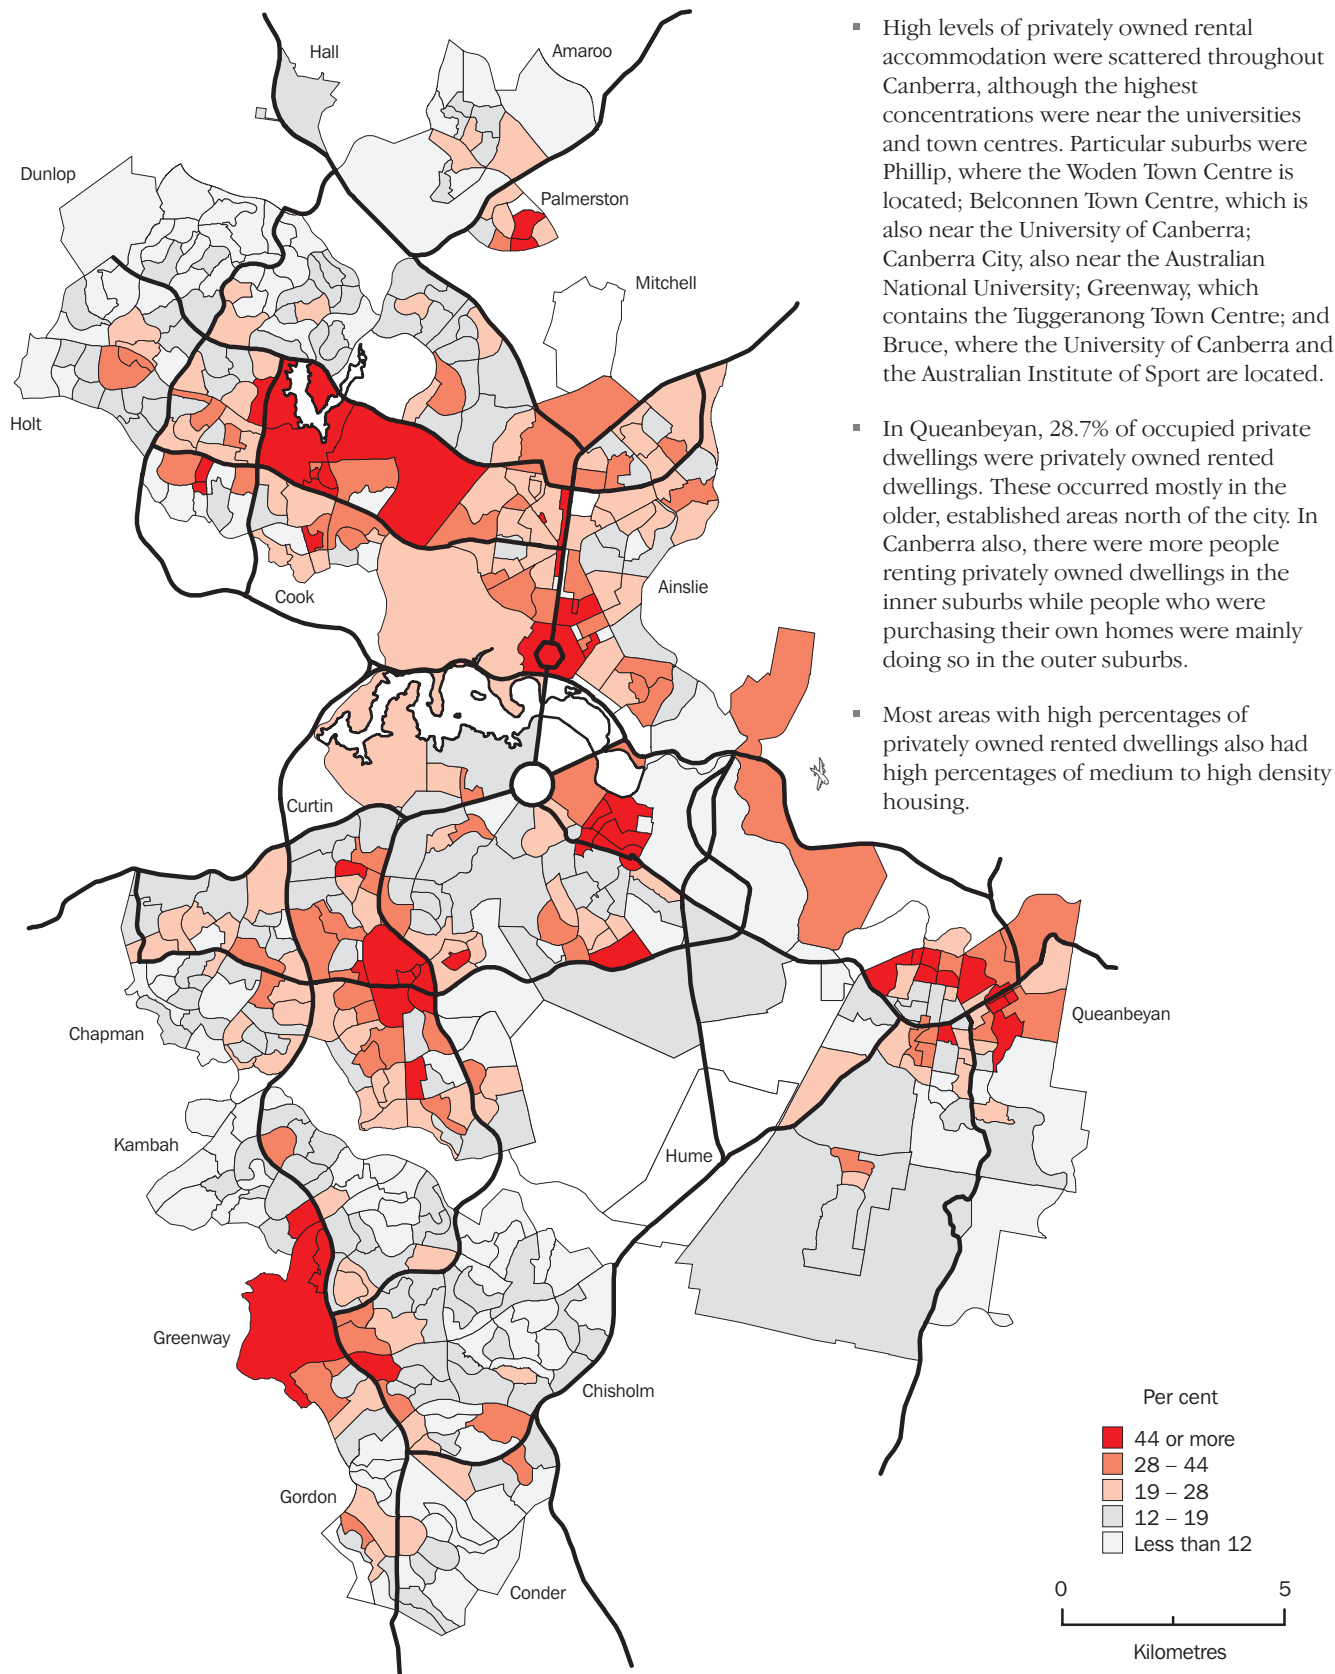 Hall
Amaroo
Dunlop
Palmerston
Mitchell
Holt
Cook
Ainslie
Curtin
Chapman
Queanbeyan
Kambah
Hume
Greenway
Chisholm
Gordon
Conder
▪ High levels of privately owned rental
accommodation were scattered throughout
Canberra, although the highest
concentrations were near the universities
and town centres. Particular suburbs were
Phillip, where the Woden Town Centre is
located; Belconnen Town Centre, which is
also near the University of Canberra;
Canberra City, also near the Australian
National University; Greenway, which
contains the Tuggeranong Town Centre; and
Bruce, where the University of Canberra and
the Australian Institute of Sport are located.
▪ In Queanbeyan, 28.7% of occupied private
dwellings were privately owned rented
dwellings. These occurred mostly in the
older, established areas north of the city. In
Canberra also, there were more people
renting privately owned dwellings in the
inner suburbs while people who were
purchasing their own homes were mainly
doing so in the outer suburbs.
▪ Most areas with high percentages of
privately owned rented dwellings also had
high percentages of medium to high density
housing.
Per cent
44 or more
28 – 44
19 – 28
12 – 19
Less than 12
0 5
Kilometres